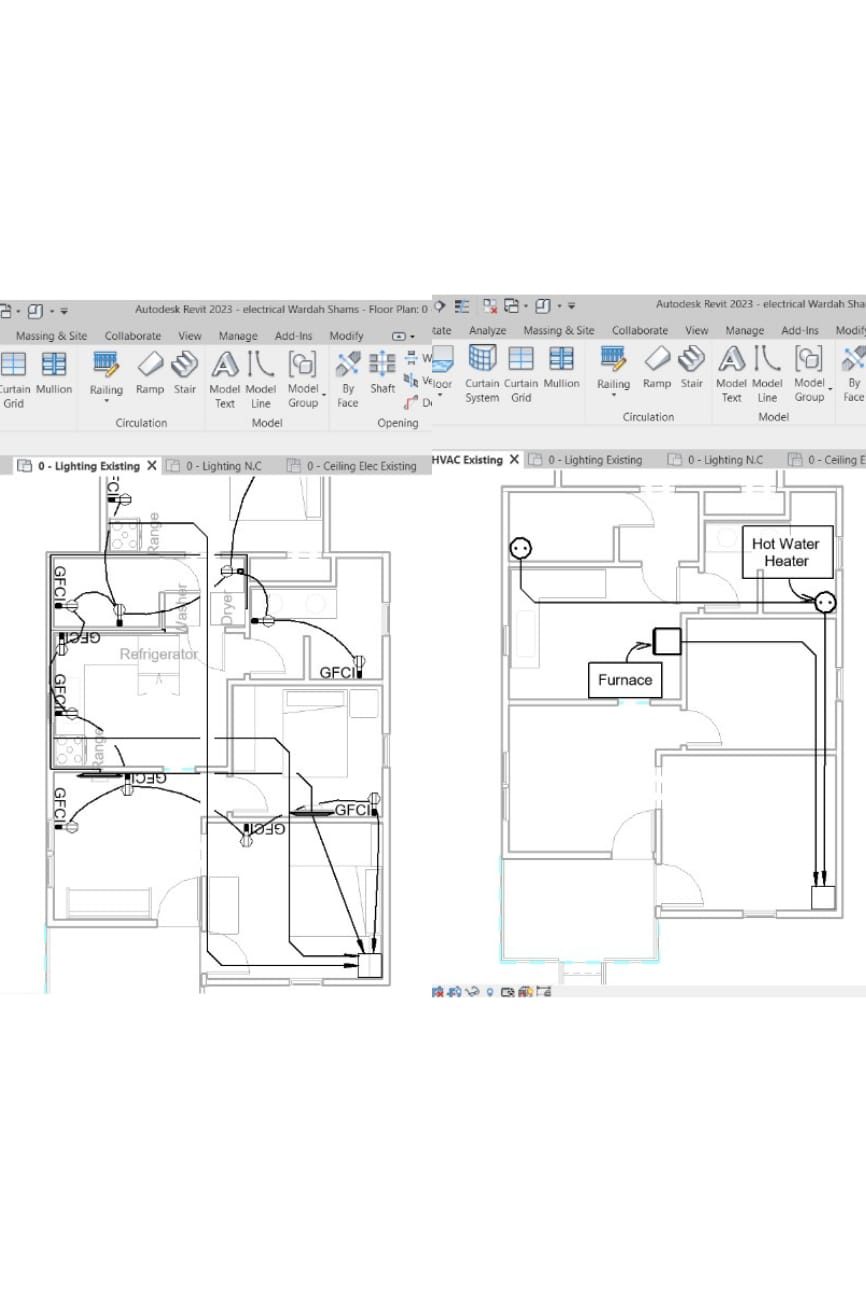 Autodesk Revit 2023 - electrical Wardah Shams - Floor Plan: 0
Massing & Site Collaborate View Manage Add-Ins Modify
Curtain Mullion Railing Ramp Stair Model Model Model By Shaft
Grid Text Line Group Face
Circulation Model Opening
0 - Lighting Existing 0 - Lighting N.C 0 - Ceiling Elec Existing
GFCI
Range
GFCI
Washer
Dryer
GFCI
Refrigerator
GFCI
GFCI
Range
GFCI
GFCI
GFCI
GFCI
Autodesk Revit 2023 - electrical Wardah Sha
Analyze Massing & Site Collaborate View Manage Add-Ins Modify
Curtain Curtain Mullion Railing Ramp Stair Model Model Model By
System Grid Text Line Group Face
Circulation Model
HVAC Existing 0 - Lighting Existing 0 - Lighting N.C 0 - Ceiling E
Hot Water
Heater
Furnace